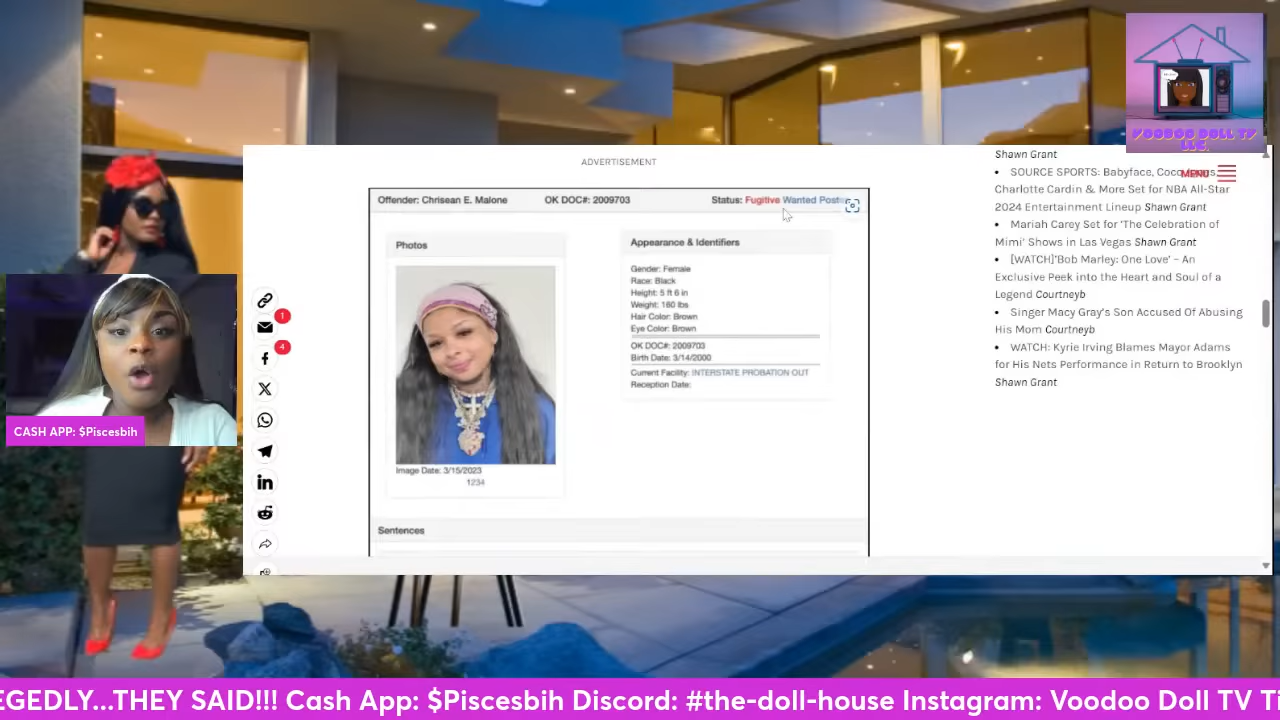 VOODOO DOLL TV
LLC.
MENU
ADVERTISEMENT
Offender: Chrisean E. Malone
OK DOC#: 2009703
Status: Fugitive Wanted Poster
Photos
Image Date: 3/15/2023
1234
Appearance & Identifiers
Gender: Female
Race: Black
Height: 5 ft 6 in
Weight: 160 lbs
Hair Color: Brown
Eye Color: Brown
OK DOC#: 2009703
Birth Date: 3/14/2000
Current Facility: INTERSTATE PROBATION OUT
Reception Date:
Sentences
1
4
Shawn Grant
• SOURCE SPORTS: Babyface,
Charlotte Cardin & More Set for NBA All-Star
2024 Entertainment Lineup Shawn Grant
• Mariah Carey Set for 'The Celebration of
Mimi' Shows in Las Vegas Shawn Grant
• [WATCH]'Bob Marley: One Love' – An
Exclusive Peek into the Heart and Soul of a
Legend Courtneyb
• Singer Macy Gray's Son Accused Of Abusing
His Mom Courtneyb
• WATCH: Kyrie Irving Blames Mayor Adams
for His Nets Performance in Return to Brooklyn
Shawn Grant
CASH APP: $Piscesbih
EGEDLY...THEY SAID!!! Cash App: $Piscesbih Discord: #the-doll-house Instagram: Voodoo Doll TV Ti